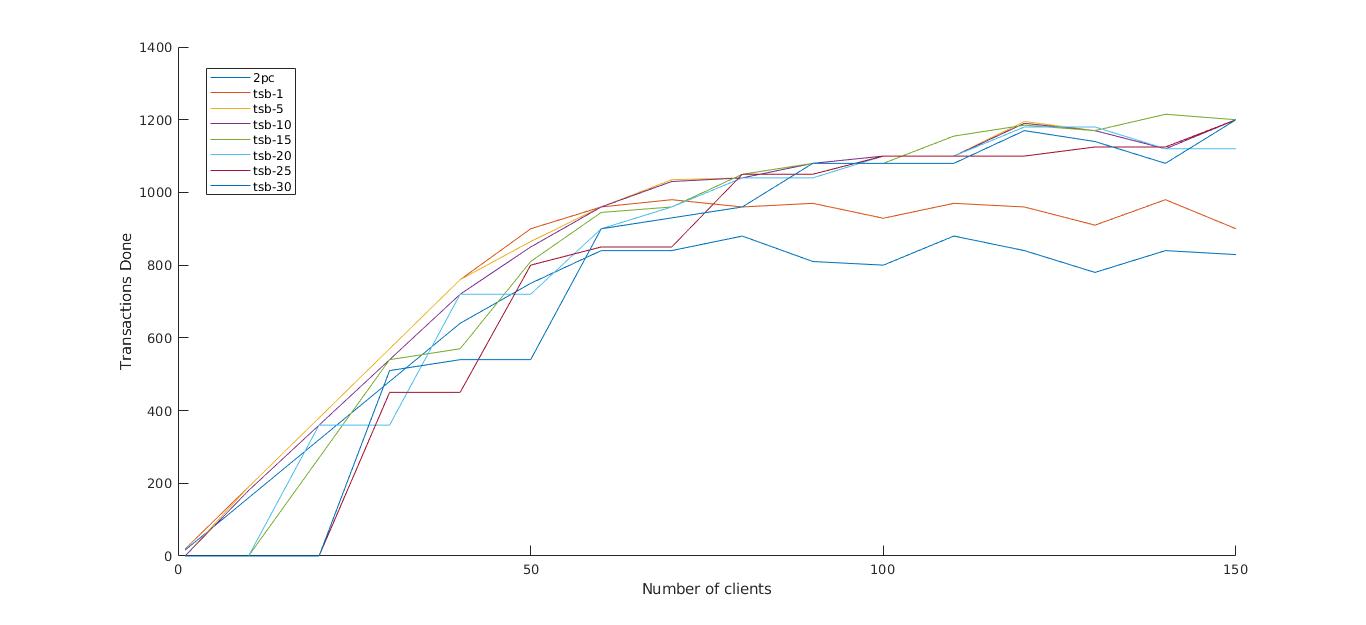 1400
1200
1000
800
600
400
200
0
Transactions Done
2pc
tsb-1
tsb-5
tsb-10
tsb-15
tsb-20
tsb-25
tsb-30
0 50 100 150
Number of clients